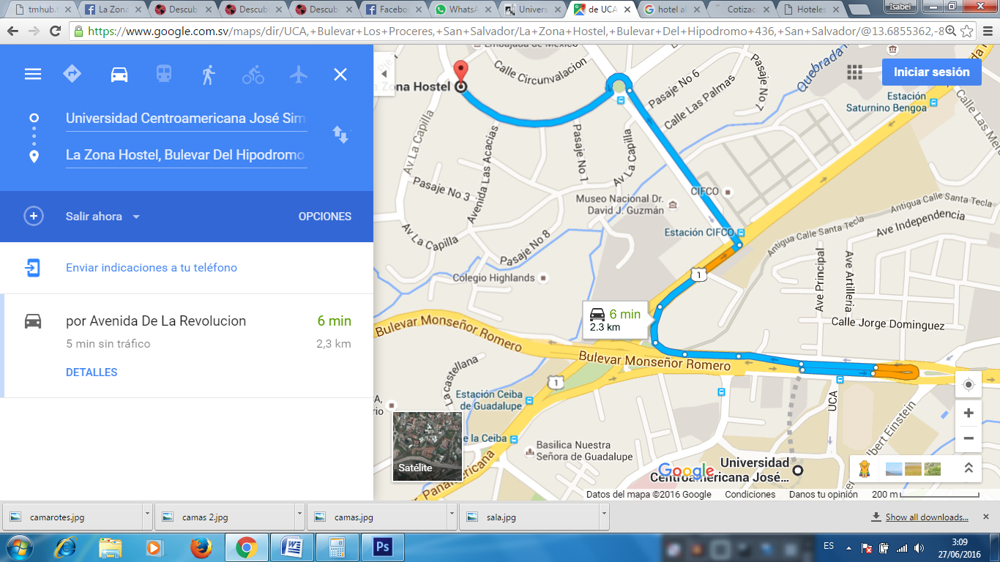 tmhub.t
La Zona
Descub
Descub
Descub
Facebo
WhatsA
Univers
de UCA
hotel al
Cotizac
Hoteles
Isabel
https://www.google.com.sv/maps/dir/UCA,+Bulevar+Los+Proceres,+San+Salvador/La+Zona+Hostel,+Bulevar+Del+Hipodromo+436,+San+Salvador/@13.6855362,-8
Universidad Centroamericana José Sim
La Zona Hostel, Bulevar Del Hipodromo
Salir ahora
OPCIONES
Enviar indicaciones a tu teléfono
por Avenida De La Revolucion
6 min
5 min sin tráfico
2,3 km
DETALLES
Embajada de México
Calle Circunvalacion
Pasaje No 6
Calle Las Palmas
Pasaje No 7
Quebrada
Iniciar sesión
Estación
Saturnino Bengoa
Calle Las Me
Zona Hostel
Av La Capilla
Avenida Las Acacias
Pasaje No 1
Av La Capilla
Pasaje No 3
Museo Nacional Dr.
David J. Guzmán
CIFCO
Estación CIFCO
Antigua Calle Santa Tecla
Antigua Calle Santa Tecla
Ave Independencia
Av La Capilla
Pasaje No 8
Colegio Highlands
1
Ave Principal
Ave Artillería
Calle Jorge Dominguez
6 min
2.3 km
Bulevar Monseñor Romero
Bulevar Monseñor Romero
Lacastellana
1
Estación Ceiba
de Guadalupe
UCA
Albert Einstein
e la Ceiba
Basilica Nuestra
Señora de Guadalupe
Panamericana
Satélite
Google
Universidad
Centroamericana José...
Datos del mapa ©2016 Google
Condiciones
Danos tu opinión
200 m
camarotes.jpg
camas 2.jpg
camas.jpg
sala.jpg
Show all downloads...
Ps
ES
3:09
27/06/2016